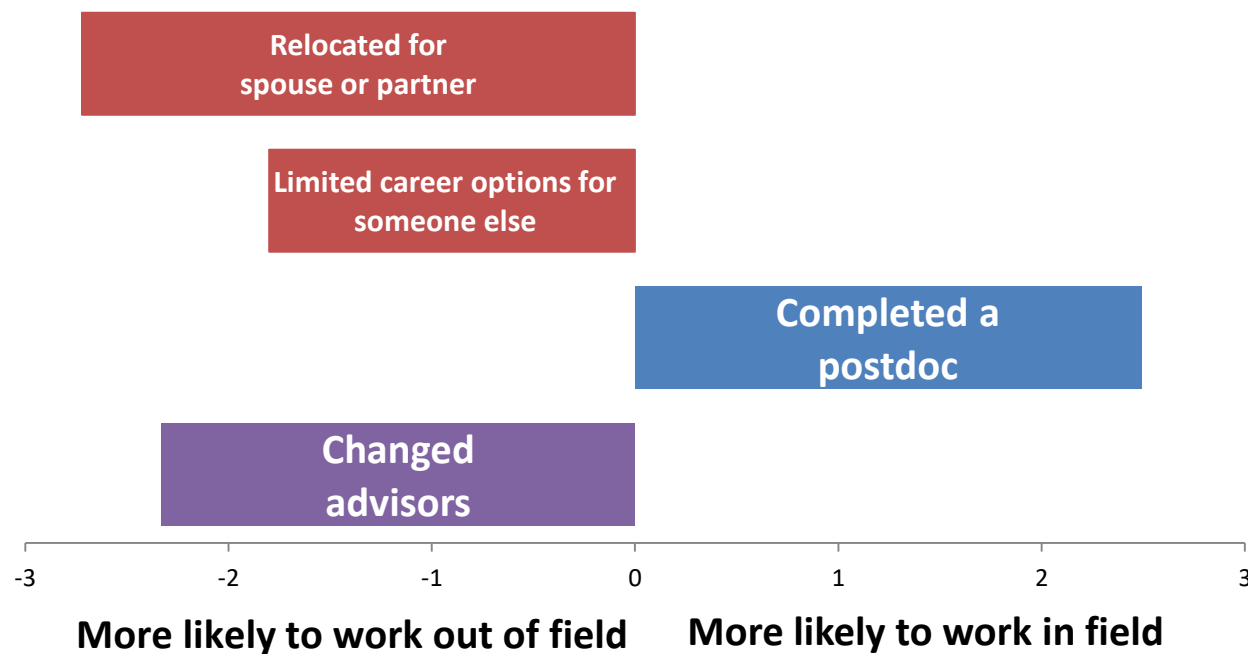 Relocated for
spouse or partner
Limited career options for
someone else
Completed a
postdoc
Changed
advisors
-3 -2 -1 0 1 2 3
More likely to work out of field More likely to work in field